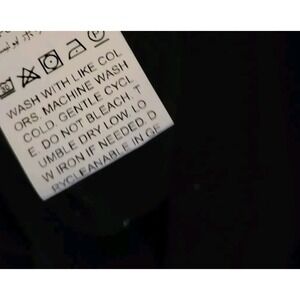 WASH WITH LIKE COL
ORS. MACHINE WASH
COLD. GENTLE CYCL
E. DO NOT BLEACH. T
UMBLE DRY LOW. LO
W IRON IF NEEDED. D
RYCLEANABLE IN GE